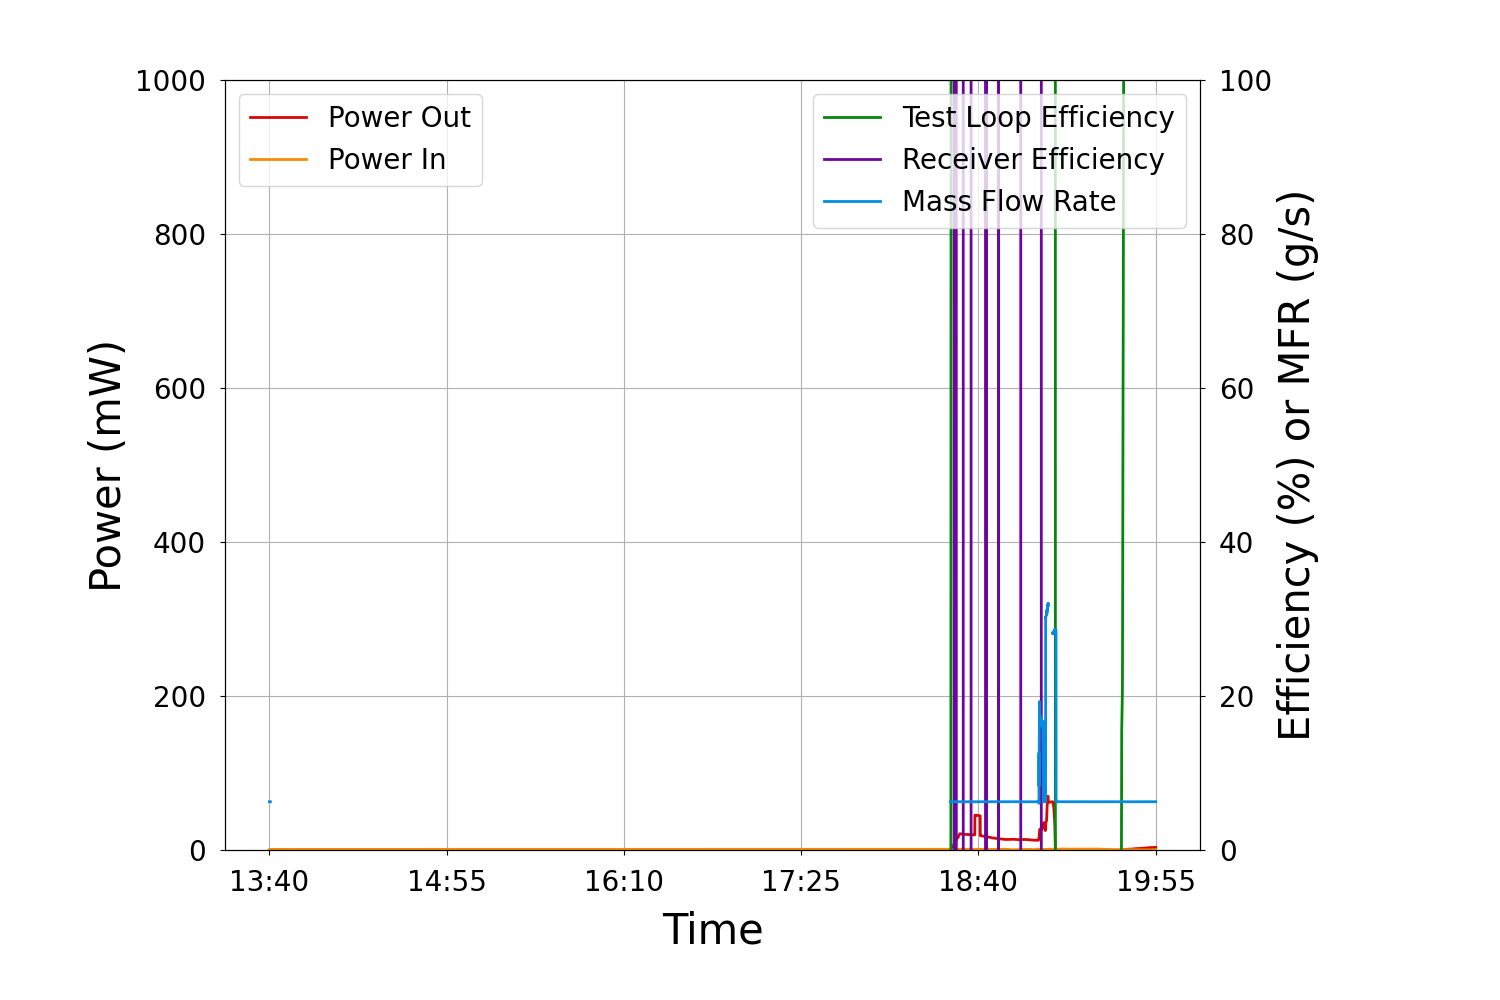 1000
800
600
400
200
0
Power (mW)
Power Out
Power In
Test Loop Efficiency
Receiver Efficiency
Mass Flow Rate
100
80
60
40
20
0
Efficiency (%) or MFR (g/s)
13:40 14:55 16:10 17:25 18:40 19:55
Time